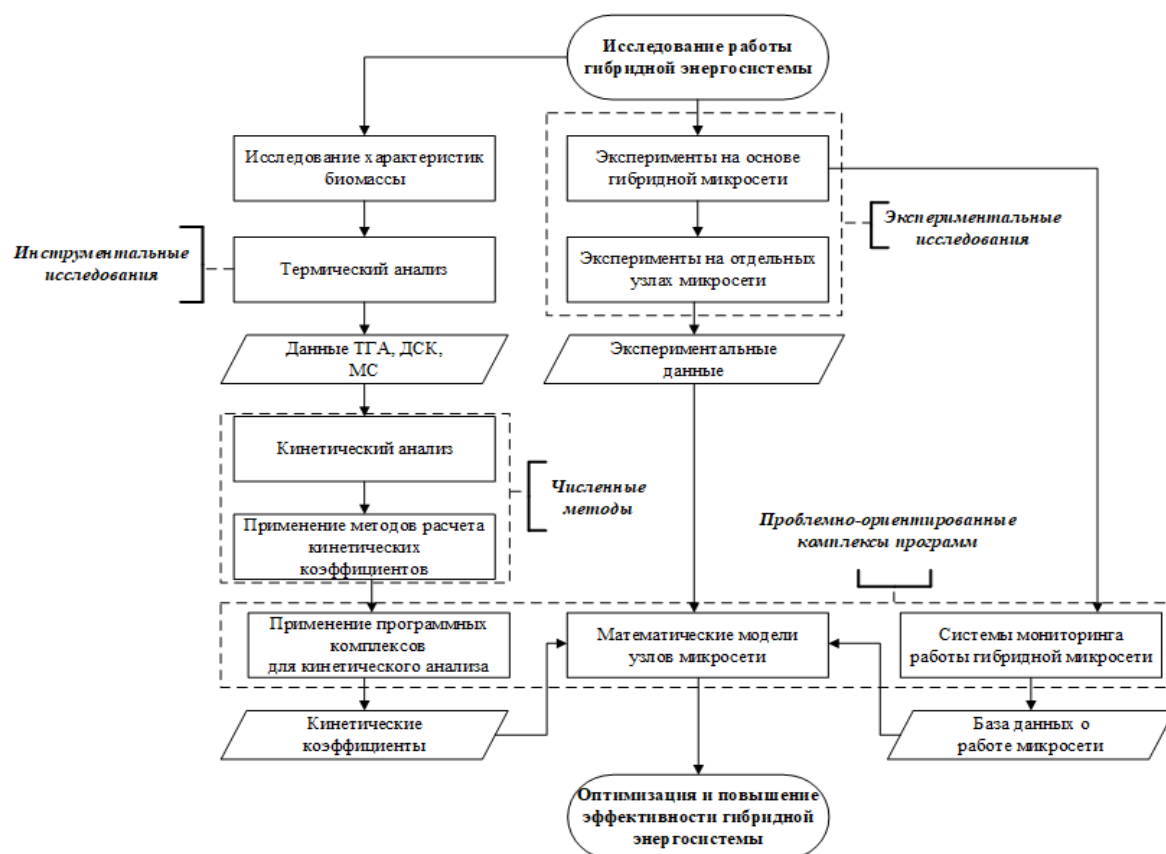 Исследование работы
гибридной энергосистемы
Исследование характеристик
биомассы
Эксперименты на основе
гибридной микросети
Экспериментальные
исследования
Инструментальные
исследования
Термический анализ
Эксперименты на отдельных
узлах микросети
Данные ТГА, ДСК,
МС
Экспериментальные
данные
Кинетический анализ
Численные
методы
Применение методов расчета
кинетических
коэффициентов
Проблемно-ориентированные
комплексы программ
Применение программных
комплексов
для кинетического анализа
Математические модели
узлов микросети
Системы мониторинга
работы гибридной микросети
Кинетические
коэффициенты
База данных о
работе микросети
Оптимизация и повышение
эффективности гибридной
энергосистемы